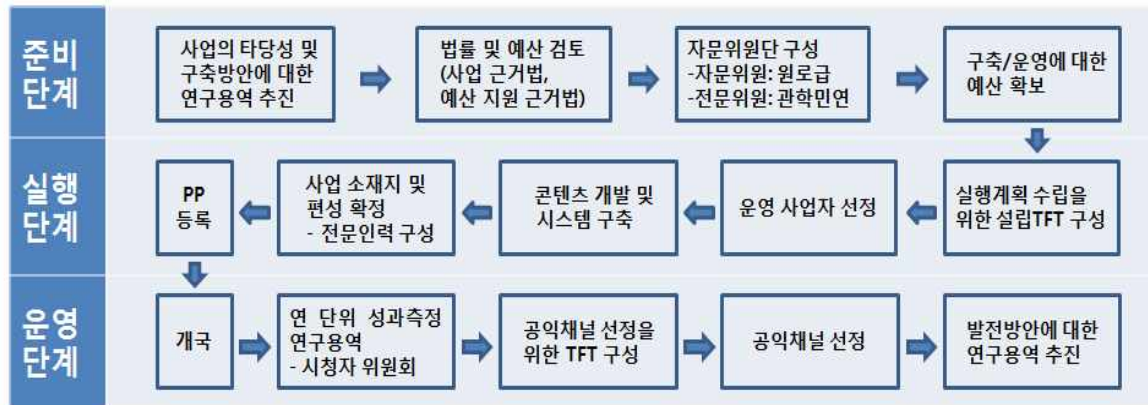 준비
단계
사업의 타당성 및
구축방안에 대한
연구용역 추진
법률 및 예산 검토
(사업 근거법,
예산 지원 근거법)
자문위원단 구성
-자문위원: 원로급
-전문위원: 관학민연
구축/운영에 대한
예산 확보
실행
단계
PP
등록
사업 소재지 및
편성 확정
- 전문인력 구성
콘텐츠 개발 및
시스템 구축
운영 사업자 선정
실행계획 수립을
위한 설립TFT 구성
운영
단계
개국
연 단위 성과측정
연구용역
- 시청자 위원회
공익채널 선정을
위한 TFT 구성
공익채널 선정
발전방안에 대한
연구용역 추진